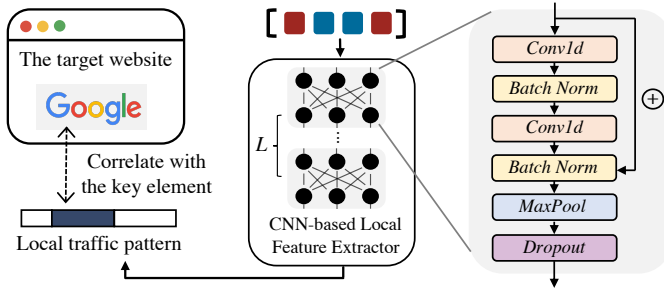 The target website
Google
Correlate with
the key element
Local traffic pattern
[ ]
L
⋮
CNN-based Local
Feature Extractor
Conv1d
Batch Norm
Conv1d
Batch Norm
+
MaxPool
Dropout